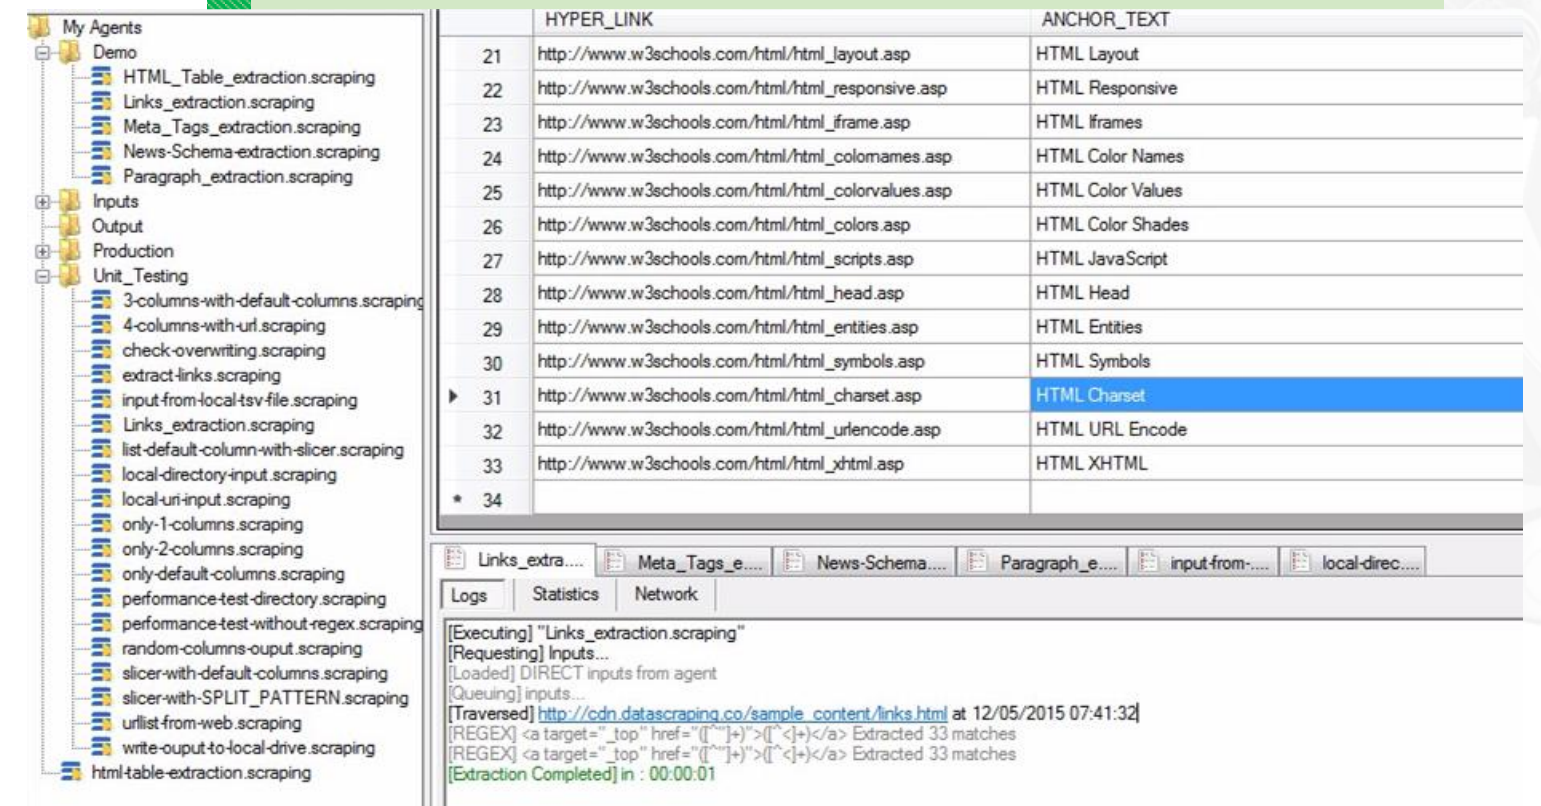 My Agents
Demo
HTML_Table_extraction.scraping
Links_extraction.scraping
Meta_Tags_extraction.scraping
News-Schema-extraction.scraping
Paragraph_extraction.scraping
Inputs
Output
Production
Unit_Testing
3-columns-with-default-columns.scraping
4-columns-with-url.scraping
check-overwriting.scraping
extract-links.scraping
input-from-local-tsv-file.scraping
Links_extraction.scraping
list-default-column-with-slicer.scraping
local-directory-input.scraping
local-uri-input.scraping
only-1-columns.scraping
only-2-columns.scraping
only-default-columns.scraping
performance-test-directory.scraping
performance-test-without-regex.scraping
random-columns-ouput.scraping
slicer-with-default-columns.scraping
slicer-with-SPLIT_PATTERN.scraping
urllist-from-web.scraping
write-ouput-to-local-drive.scraping
html-table-extraction.scraping
HYPER_LINK ANCHOR_TEXT
21 http://www.w3schools.com/html/html_layout.asp HTML Layout
22 http://www.w3schools.com/html/html_responsive.asp HTML Responsive
23 http://www.w3schools.com/html/html_iframe.asp HTML Iframes
24 http://www.w3schools.com/html/html_colornames.asp HTML Color Names
25 http://www.w3schools.com/html/html_colorvalues.asp HTML Color Values
26 http://www.w3schools.com/html/html_colors.asp HTML Color Shades
27 http://www.w3schools.com/html/html_scripts.asp HTML JavaScript
28 http://www.w3schools.com/html/html_head.asp HTML Head
29 http://www.w3schools.com/html/html_entities.asp HTML Entities
30 http://www.w3schools.com/html/html_symbols.asp HTML Symbols
31 http://www.w3schools.com/html/html_charset.asp HTML Charset
32 http://www.w3schools.com/html/html_urlencode.asp HTML URL Encode
33 http://www.w3schools.com/html/html_xhtml.asp HTML XHTML
* 34
Links_extra.... Meta_Tags_e.... News-Schema.... Paragraph_e.... input-from-.... local-direc....
Logs Statistics Network
[Executing] "Links_extraction.scraping"
[Requesting] Inputs...
[Loaded] DIRECT inputs from agent
[Queuing] inputs...
[Traversed] http://cdn.datascraping.co/sample_content/links.html at 12/05/2015 07:41:32
[REGEX] <a target="_top" href="([^"]+)">([^<]+)</a> Extracted 33 matches
[REGEX] <a target="_top" href="([^"]+)">([^<]+)</a> Extracted 33 matches
[Extraction Completed] in : 00:00:01